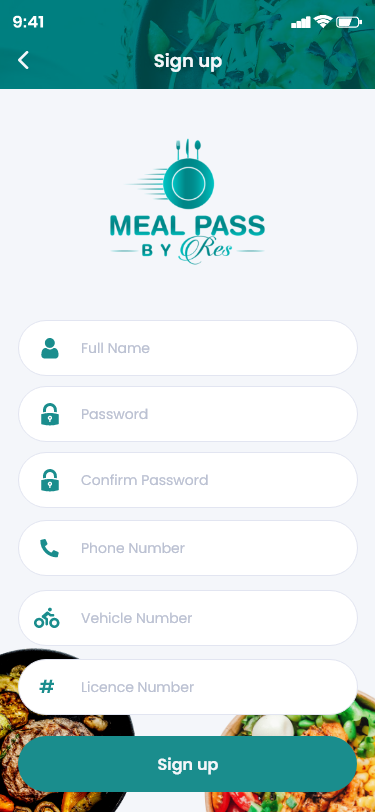 9:41
Sign up
MEAL PASS
BY Res
Full Name
Password
Confirm Password
Phone Number
Vehicle Number
# Licence Number
Sign up